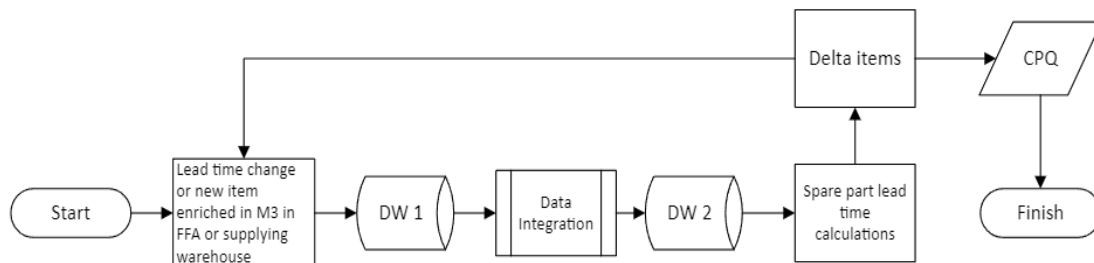 Delta items
CPQ
Start
Lead time change
or new item
enriched in M3 in
FFA or supplying
warehouse
DW 1
Data
Integration
DW 2
Spare part lead
time
calculations
Finish